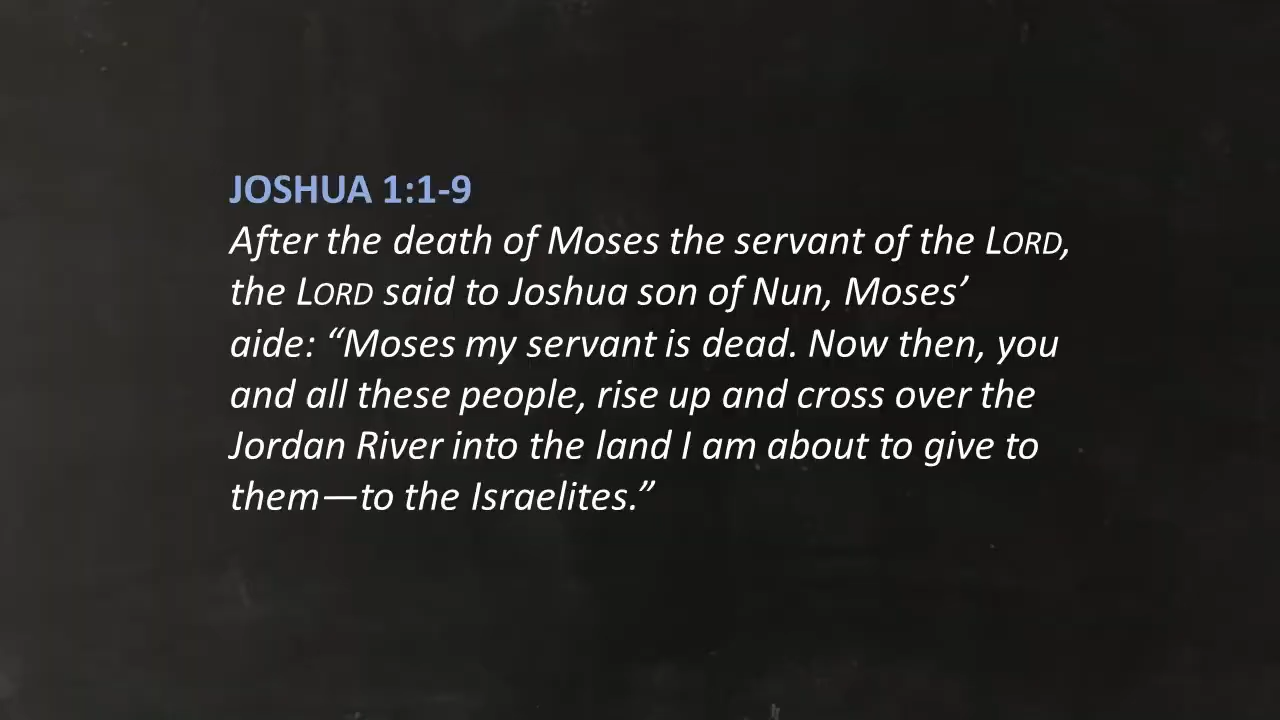 JOSHUA 1:1-9
After the death of Moses the servant of the LORD,
the LORD said to Joshua son of Nun, Moses’
aide: “Moses my servant is dead. Now then, you
and all these people, rise up and cross over the
Jordan River into the land I am about to give to
them—to the Israelites.”